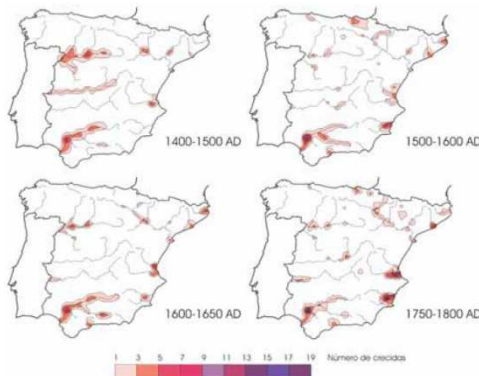 1400-1500 AD
1500-1600 AD
1600-1650 AD
1750-1800 AD
1 3 5 7 9 11 13 15 17 19 Número de crecidas